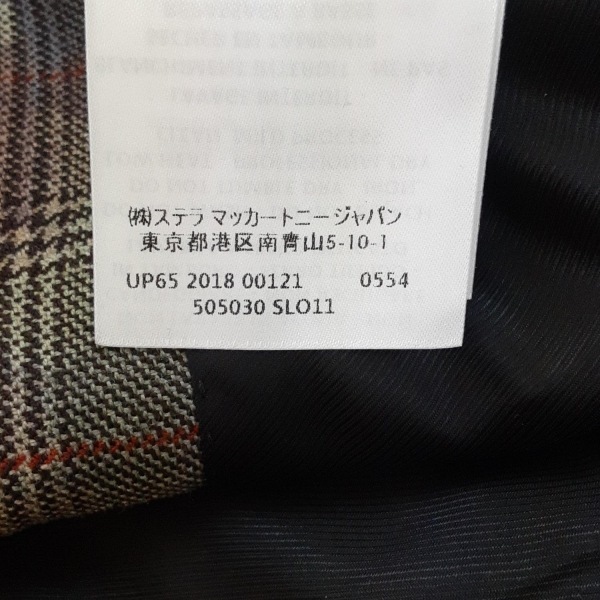 ㈱ステラ マッカートニージャパン
東京都港区南青山5-10-1
UP65 2018 00121 0554
505030 SLO11